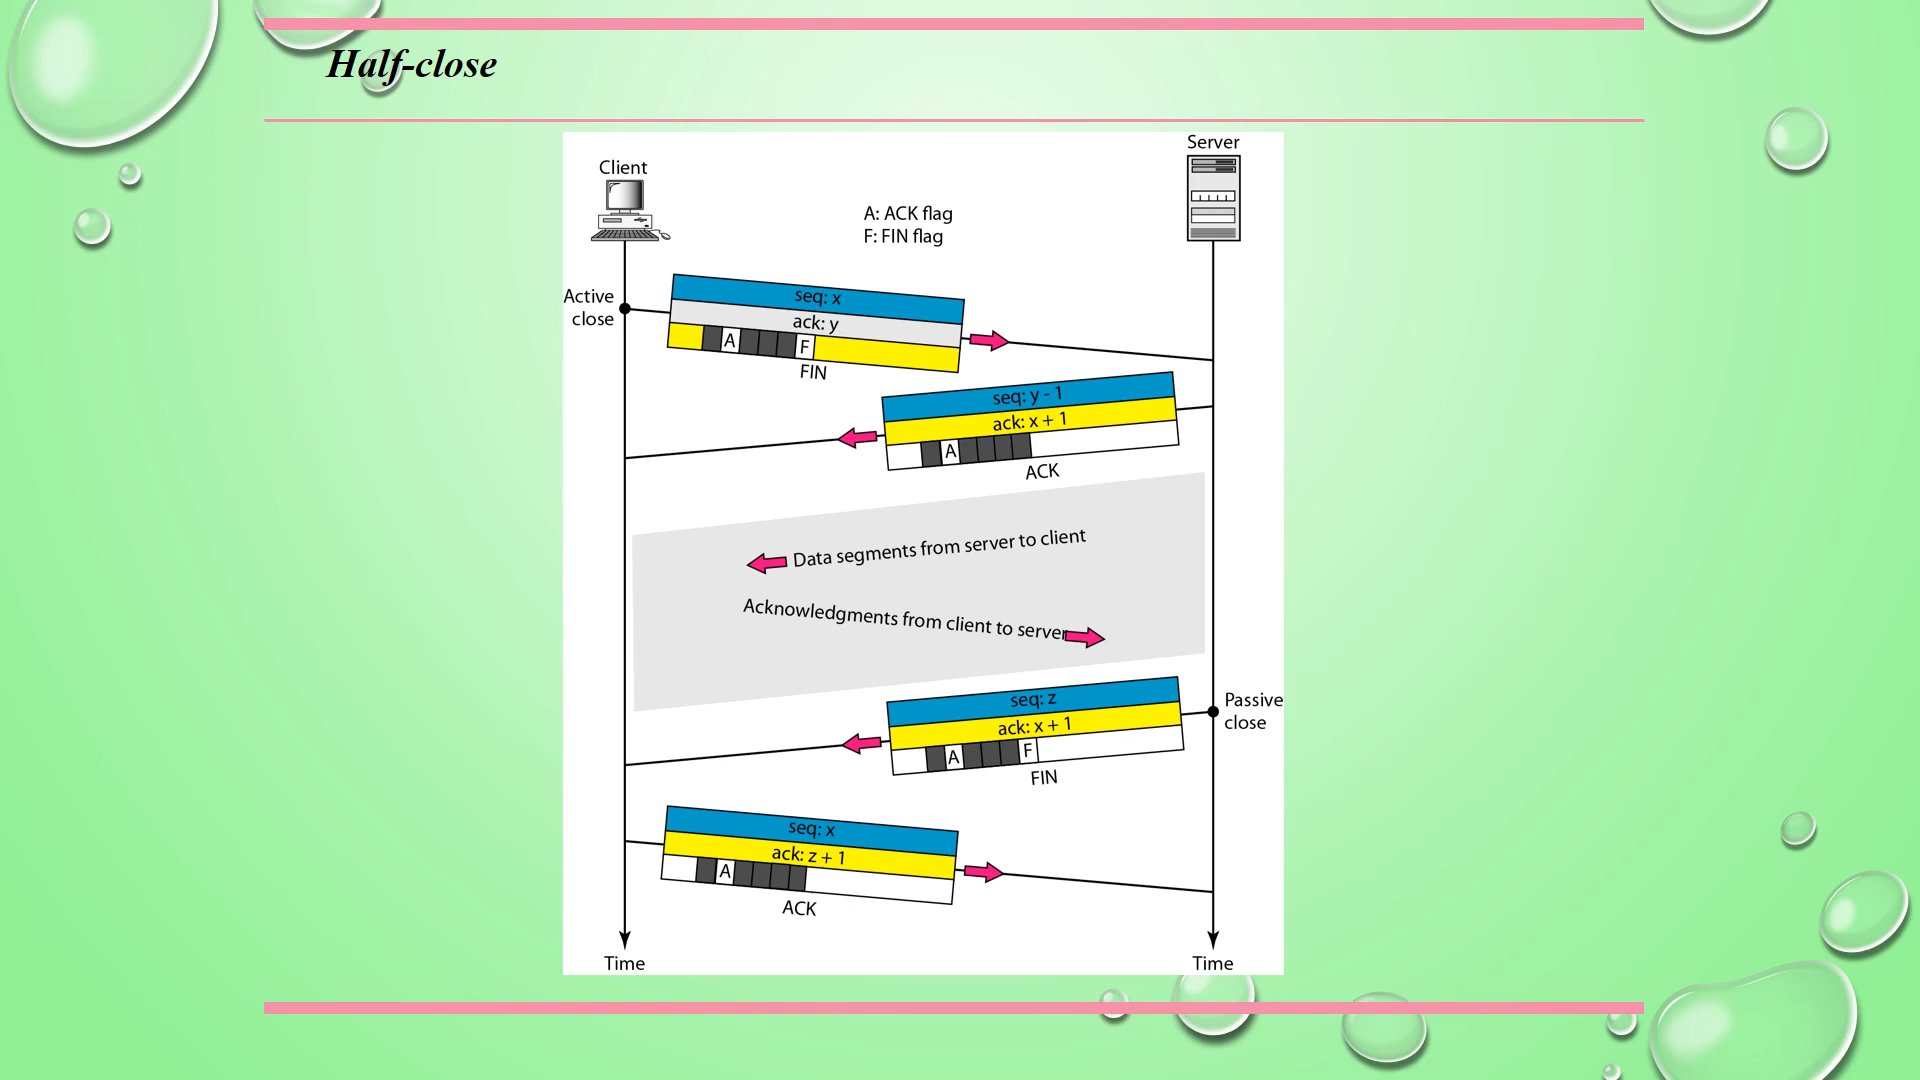 Half-close
Server
Client
A: ACK flag
F: FIN flag
Active
close
seq: x
ack: y
A
F
FIN
seq: y - 1
ack: x + 1
A
ACK
Data segments from server to client
Acknowledgments from client to server
Passive
close
seq: z
ack: x + 1
A
F
FIN
seq: x
ack: z + 1
A
ACK
Time
Time